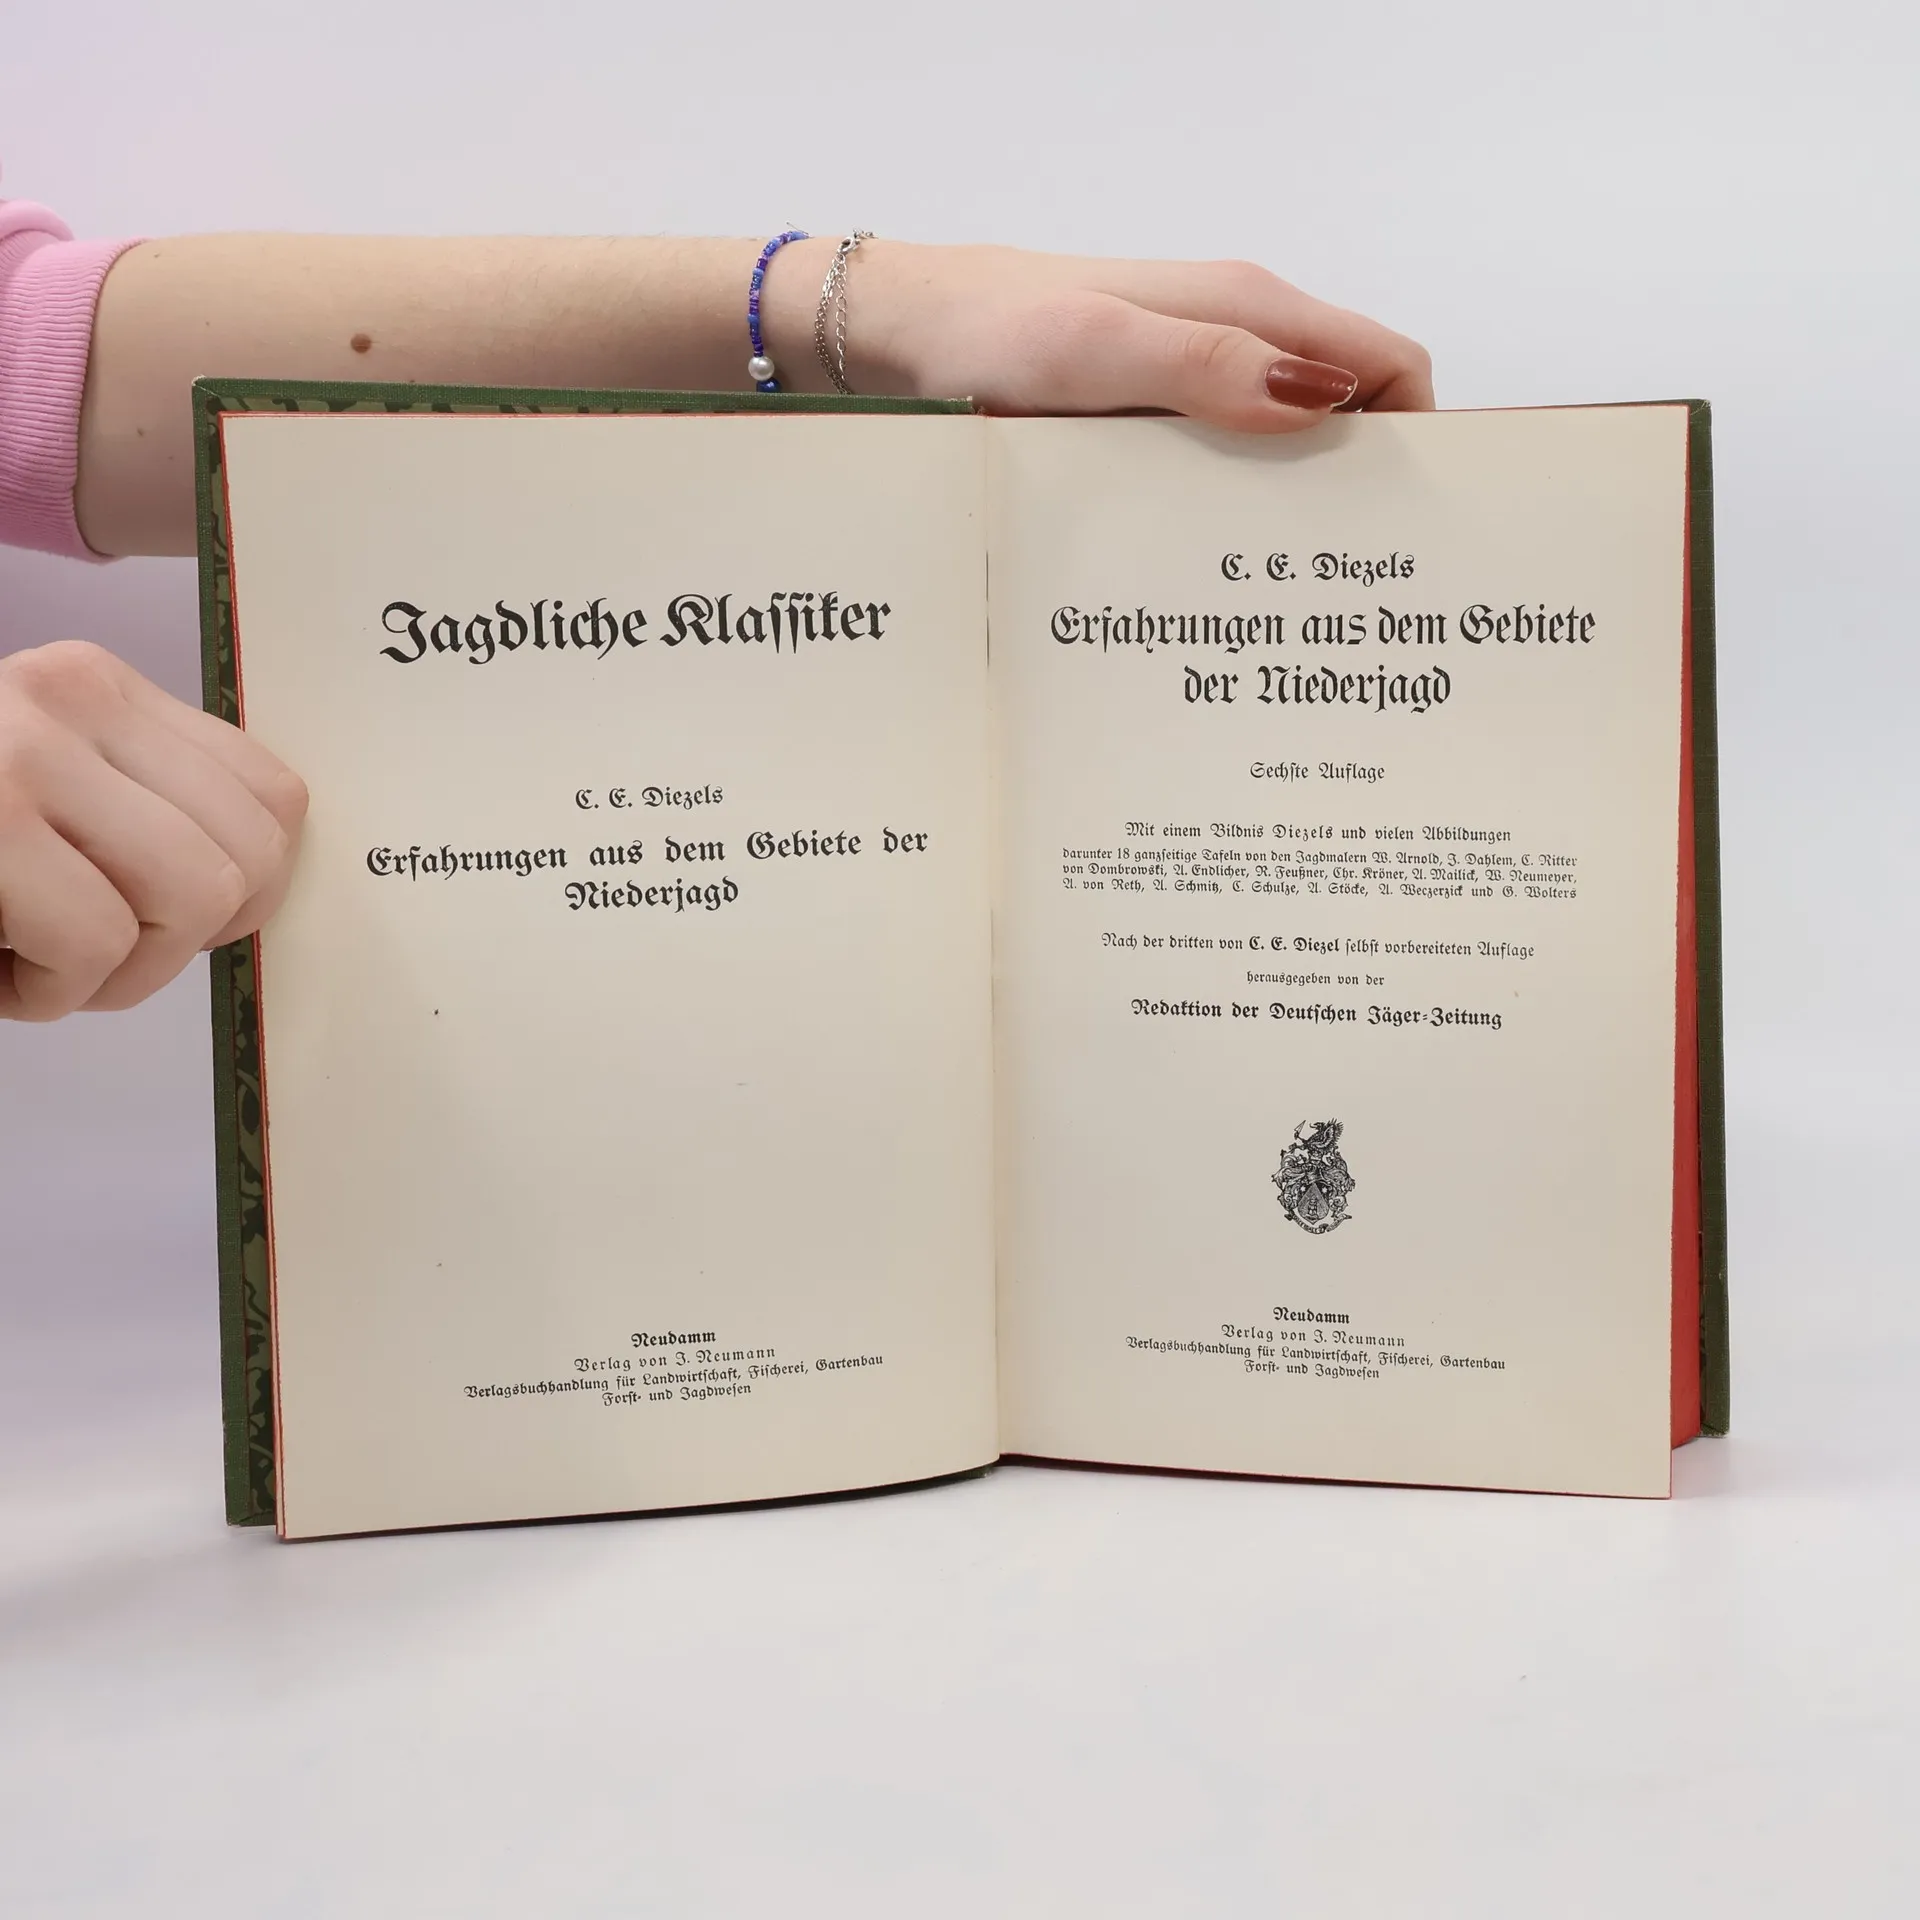 Jagdliche Klassiker
C. E. Diezels
Erfahrungen aus dem Gebiete der
Niederjagd
Neudamm
Verlag von J. Neumann
Verlagsbuchhandlung für Landwirtschaft, Fischerei, Gartenbau
Forst- und Jagdwesen
C. E. Diezels
Erfahrungen aus dem Gebiete
der Niederjagd
Sechste Auflage
Mit einem Bildnis Diezels und vielen Abbildungen
darunter 18 ganzseitige Tafeln von den Jagdmalern W. Arnold, J. Dahlem, C. Ritter
von Dombrowski, A. Endlicher, R. Feußner, Chr. Kröner, A. Mailick, W. Neumeyer,
A. von Reth, A. Schmitz, C. Schulze, A. Stöcke, A. Weczerzick und G. Wolters
Nach der dritten von C. E. Diezel selbst vorbereiteten Auflage
herausgegeben von der
Redaktion der Deutschen Jäger-Zeitung
Neudamm
Verlag von J. Neumann
Verlagsbuchhandlung für Landwirtschaft, Fischerei, Gartenbau
Forst- und Jagdwesen